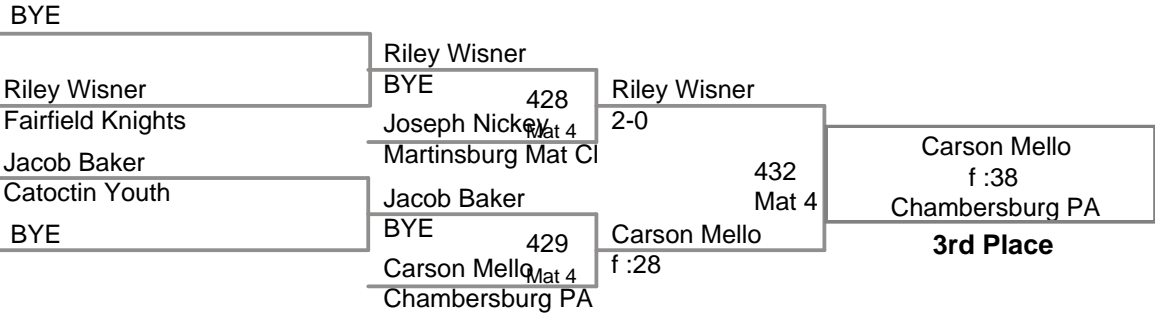 BYE
Riley Wisner
Fairfield Knights
Jacob Baker
Catoctin Youth
BYE
Riley Wisner
BYE
428
Mat 4
Joseph Nickey
Martinsburg Mat Cl
Jacob Baker
BYE
429
Mat 4
Carson Mello
Chambersburg PA
Riley Wisner
2-0
432
Mat 4
Carson Mello
f :28
Carson Mello
f :38
Chambersburg PA
3rd Place